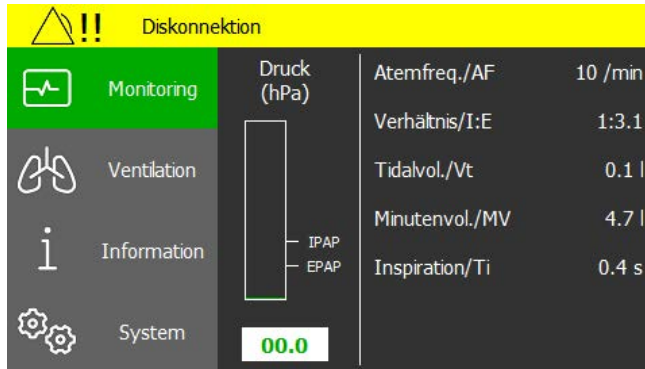 !! Diskonnektion
Monitoring
Ventilation
Information
System
Druck
(hPa)
IPAP
EPAP
00.0
Atemfreq./AF 10 /min
Verhältnis/I:E 1:3.1
Tidalvol./Vt 0.1 l
Minutenvol./MV 4.7 l
Inspiration/Ti 0.4 s